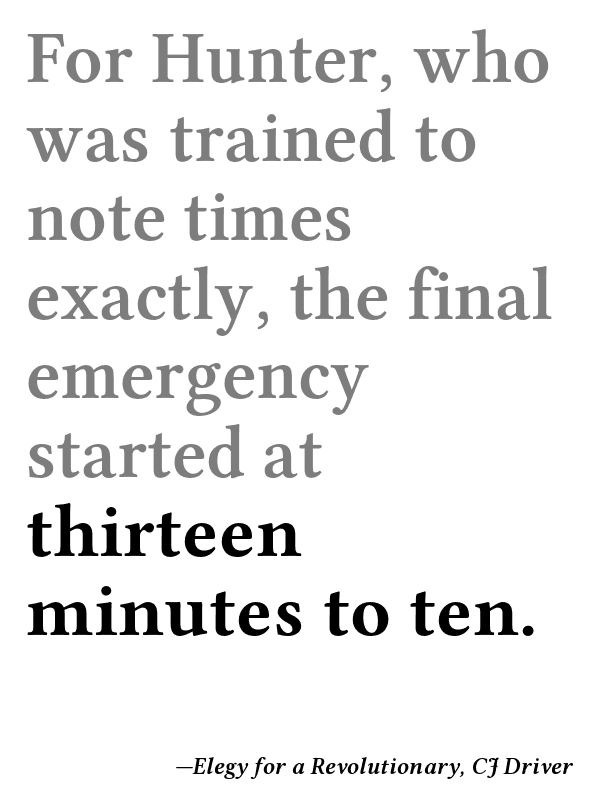 For Hunter, who
was trained to
note times
exactly, the final
emergency
started at
thirteen
minutes to ten.
—Elegy for a Revolutionary, CJ Driver